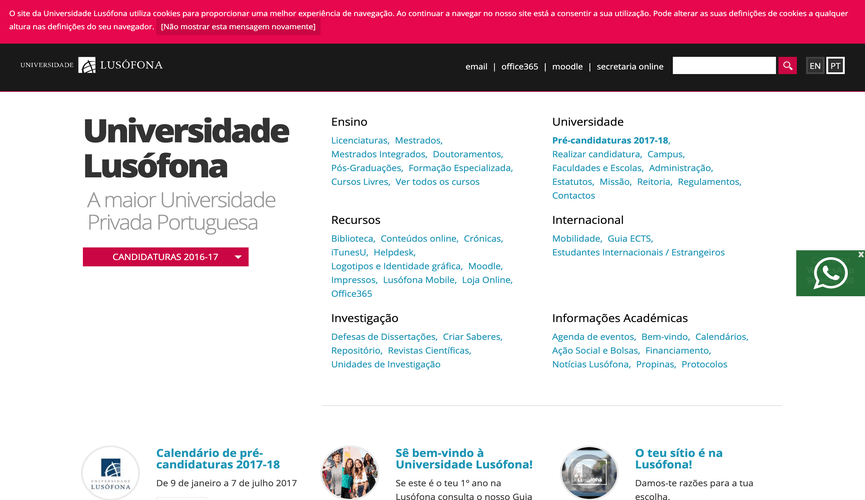 O site da Universidade Lusófona utiliza cookies para proporcionar uma melhor experiência de navegação. Ao continuar a navegar no nosso site está a consentir a sua utilização. Pode alterar as suas definições de cookies a qualquer
altura nas definições do seu navegador. [Não mostrar esta mensagem novamente]
UNIVERSIDADE LUSÓFONA
email | office365 | moodle | secretaria online
EN PT
Universidade
Lusófona
A maior Universidade
Privada Portuguesa
CANDIDATURAS 2016-17
Ensino
Licenciaturas, Mestrados,
Mestrados Integrados, Doutoramentos,
Pós-Graduações, Formação Especializada,
Cursos Livres, Ver todos os cursos
Universidade
Pré-candidaturas 2017-18,
Realizar candidatura, Campus,
Faculdades e Escolas, Administração,
Estatutos, Missão, Reitoria, Regulamentos,
Contactos
Recursos
Biblioteca, Conteúdos online, Crónicas,
iTunesU, Helpdesk,
Logotipos e Identidade gráfica, Moodle,
Impressos, Lusófona Mobile, Loja Online,
Office365
Internacional
Mobilidade, Guia ECTS,
Estudantes Internacionais / Estrangeiros
x
Investigação
Defesas de Dissertações, Criar Saberes,
Repositório, Revistas Científicas,
Unidades de Investigação
Informações Académicas
Agenda de eventos, Bem-vindo, Calendários,
Ação Social e Bolsas, Financiamento,
Notícias Lusófona, Propinas, Protocolos
UNIVERSIDADE
LUSÓFONA
Calendário de pré-
candidaturas 2017-18
De 9 de janeiro a 7 de julho 2017
Sê bem-vindo à
Universidade Lusófona!
Se este é o teu 1º ano na
Lusófona consulta o nosso Guia
O teu sítio é na
Lusófona!
Damos-te razões para a tua
escolha.